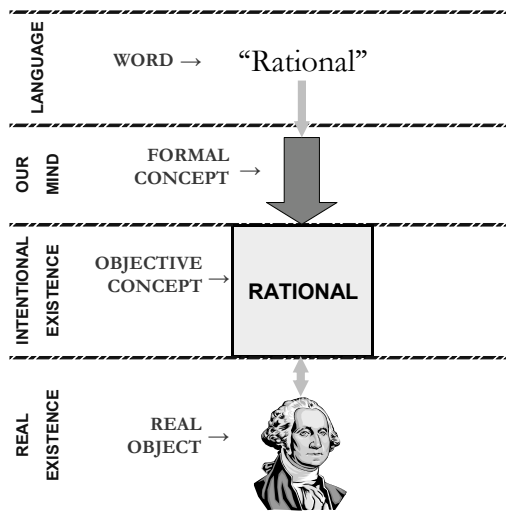 LANGUAGE
WORD →
“Rational”
OUR
MIND
FORMAL
CONCEPT →
INTENTIONAL
EXISTENCE
OBJECTIVE →
CONCEPT
RATIONAL
REAL
EXISTENCE
REAL →
OBJECT